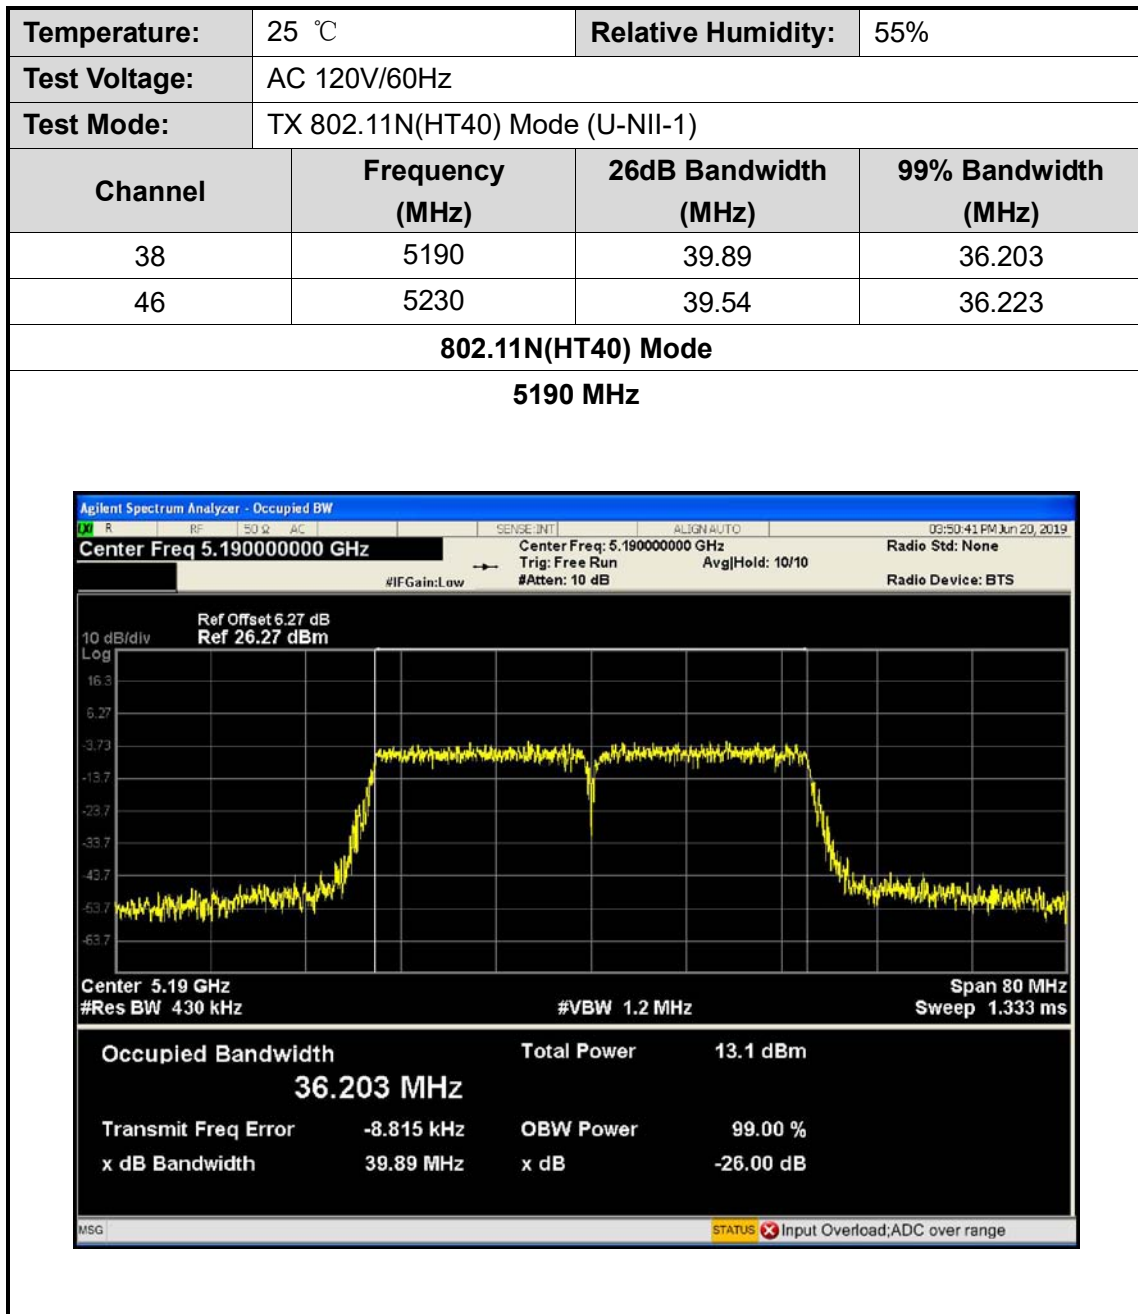 Temperature: 25 ℃ Relative Humidity: 55%
Test Voltage: AC 120V/60Hz
Test Mode: TX 802.11N(HT40) Mode (U-NII-1)
Channel Frequency (MHz) 26dB Bandwidth (MHz) 99% Bandwidth (MHz)
38 5190 39.89 36.203
46 5230 39.54 36.223
802.11N(HT40) Mode
5190 MHz
Agilent Spectrum Analyzer - Occupied BW
LXI R RF 50 Ω AC SENSE:INT ALIGN AUTO 03:50:41 PM Jun 20, 2019
Center Freq 5.190000000 GHz Center Freq: 5.190000000 GHz Radio Std: None
Trig: Free Run Avg|Hold: 10/10
#IFGain:Low #Atten: 10 dB Radio Device: BTS
Ref Offset 6.27 dB
10 dB/div Ref 26.27 dBm
Log
16.3
6.27
-3.73
-13.7
-23.7
-33.7
-43.7
-53.7
-63.7
Center 5.19 GHz Span 80 MHz
#Res BW 430 kHz #VBW 1.2 MHz Sweep 1.333 ms
Occupied Bandwidth Total Power 13.1 dBm
36.203 MHz
Transmit Freq Error -8.815 kHz OBW Power 99.00 %
x dB Bandwidth 39.89 MHz x dB -26.00 dB
MSG STATUS Input Overload;ADC over range